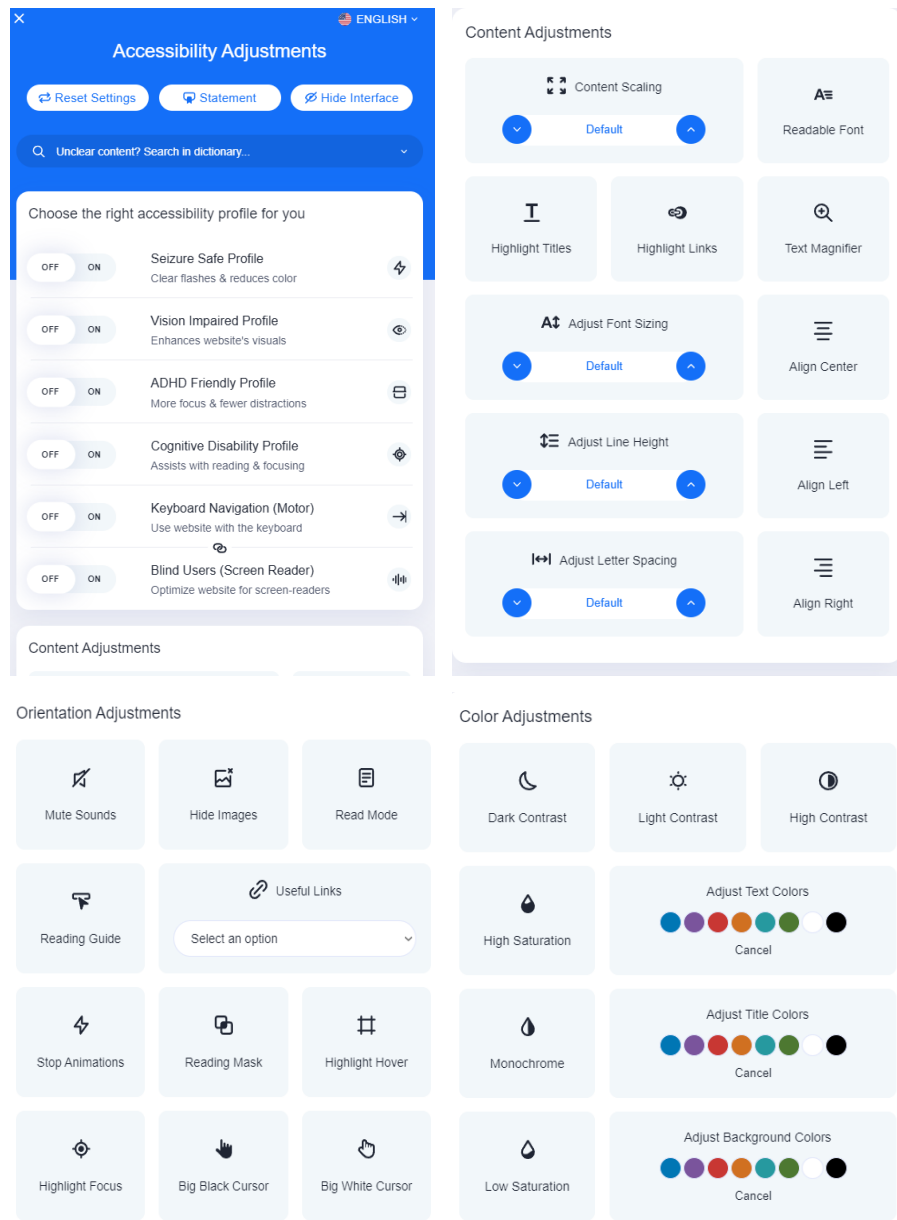 ENGLISH
Accessibility Adjustments
Reset Settings
Statement
Hide Interface
Unclear content? Search in dictionary...
Choose the right accessibility profile for you
OFF ON
Seizure Safe Profile
Clear flashes & reduces color
OFF ON
Vision Impaired Profile
Enhances website's visuals
OFF ON
ADHD Friendly Profile
More focus & fewer distractions
OFF ON
Cognitive Disability Profile
Assists with reading & focusing
OFF ON
Keyboard Navigation (Motor)
Use website with the keyboard
OFF ON
Blind Users (Screen Reader)
Optimize website for screen-readers
Content Adjustments
Content Adjustments
Content Scaling
Default
Readable Font
Highlight Titles
Highlight Links
Text Magnifier
Adjust Font Sizing
Default
Align Center
Adjust Line Height
Default
Align Left
Adjust Letter Spacing
Default
Align Right
Orientation Adjustments
Mute Sounds
Hide Images
Read Mode
Reading Guide
Useful Links
Select an option
Stop Animations
Reading Mask
Highlight Hover
Highlight Focus
Big Black Cursor
Big White Cursor
Color Adjustments
Dark Contrast
Light Contrast
High Contrast
High Saturation
Adjust Text Colors
Cancel
Monochrome
Adjust Title Colors
Cancel
Low Saturation
Adjust Background Colors
Cancel